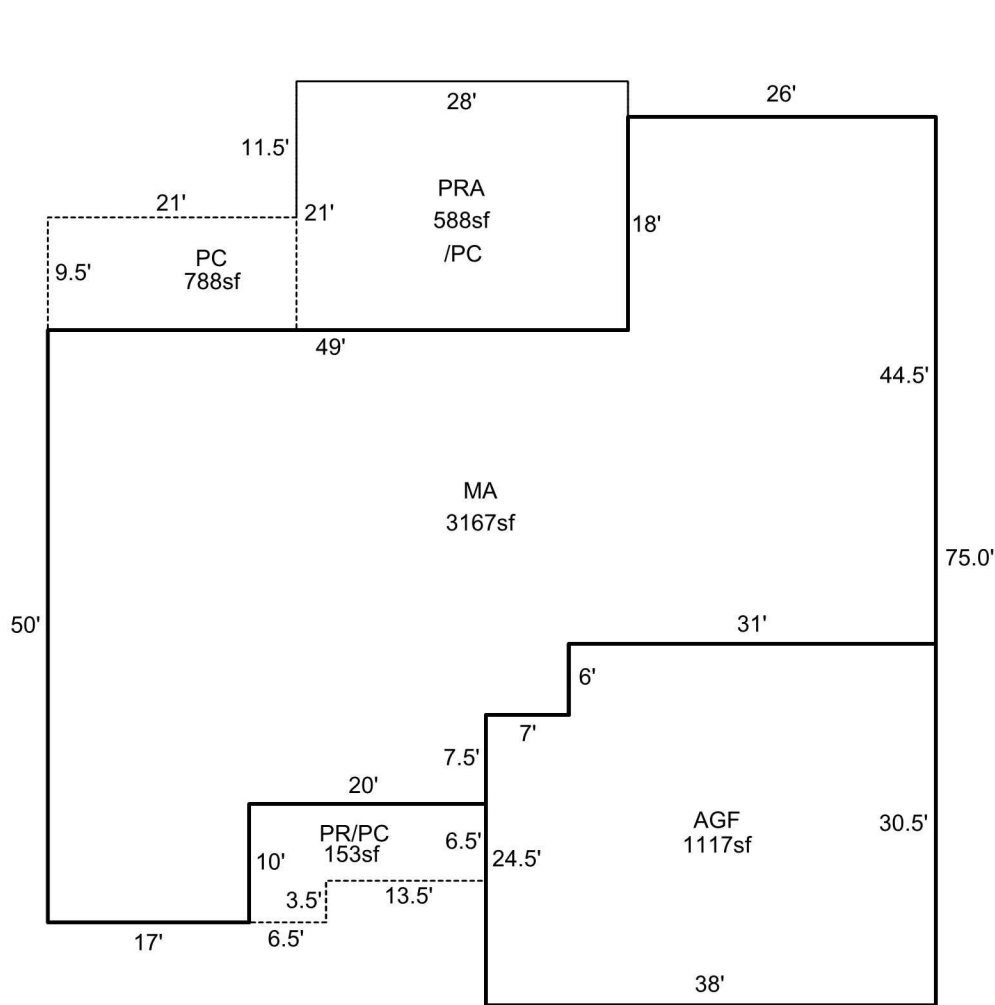 28'
26'
11.5'
PRA
588sf
/PC
21'
21'
18'
PC
788sf
9.5'
49'
44.5'
MA
3167sf
75.0'
50'
31'
6'
7'
7.5'
20'
PR/PC
153sf
6.5'
10'
24.5'
AGF
1117sf
30.5'
3.5'
13.5'
17'
6.5'
38'